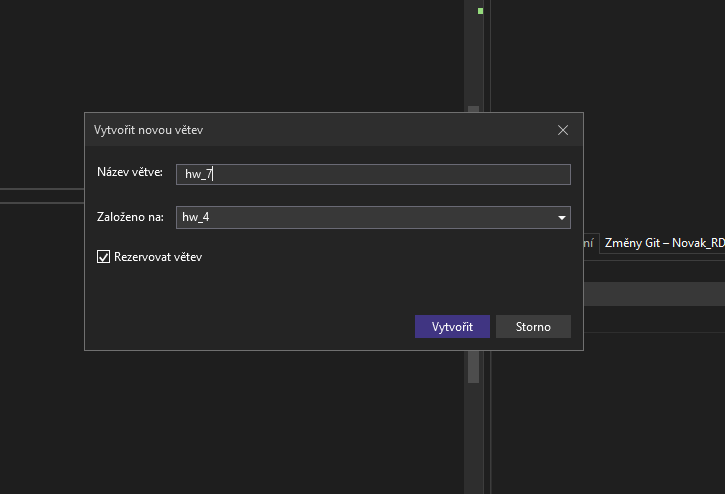 Vytvořit novou větev
Název větve: hw_7
Založeno na: hw_4
Rezervovat větev
Vytvořit Storno
ní Změny Git – Novak_RD